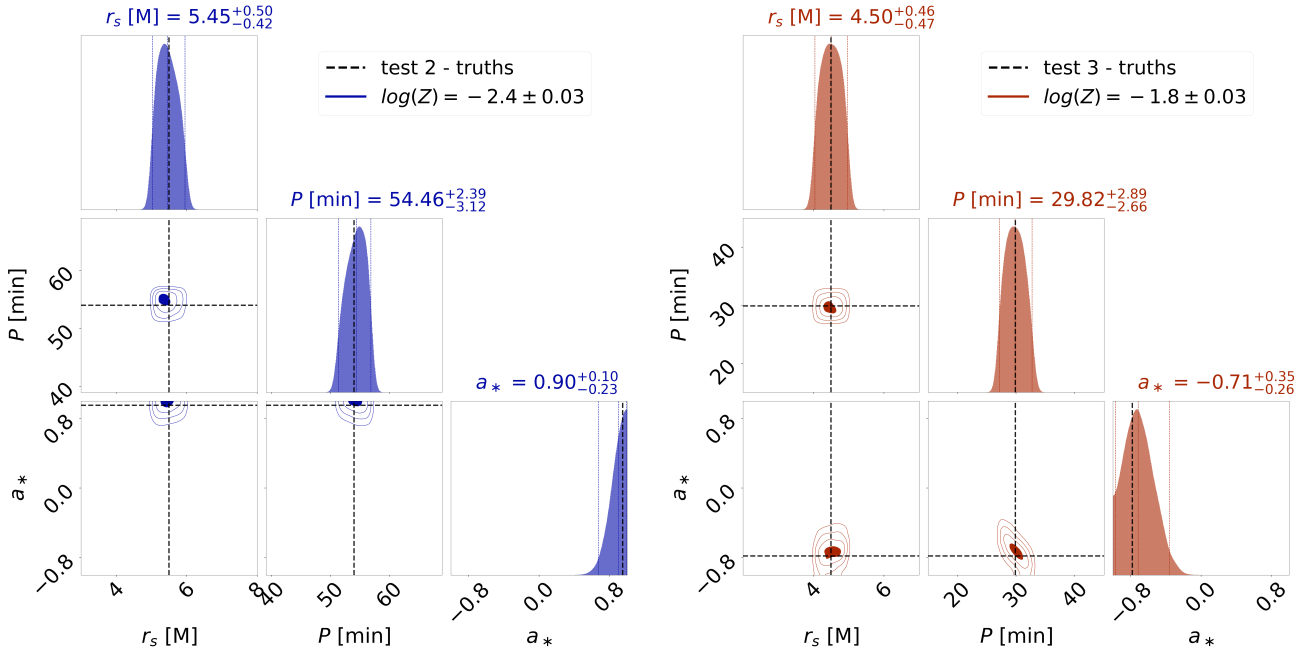 r_s [M] = 5.45^{+0.50}_{-0.42}
test 2 - truths
log(Z) = −2.4 ± 0.03
P [min] = 54.46^{+2.39}_{-3.12}
a_* = 0.90^{+0.10}_{-0.23}
P [min]
60
50
40
a_*
0.8
0.0
−0.8
4
6
8
r_s [M]
40
50
60
P [min]
−0.8
0.0
0.8
a_*
r_s [M] = 4.50^{+0.46}_{-0.47}
test 3 - truths
log(Z) = −1.8 ± 0.03
P [min] = 29.82^{+2.89}_{-2.66}
a_* = −0.71^{+0.35}_{-0.26}
P [min]
40
30
20
a_*
0.8
0.0
−0.8
4
6
r_s [M]
20
30
40
P [min]
−0.8
0.0
0.8
a_*